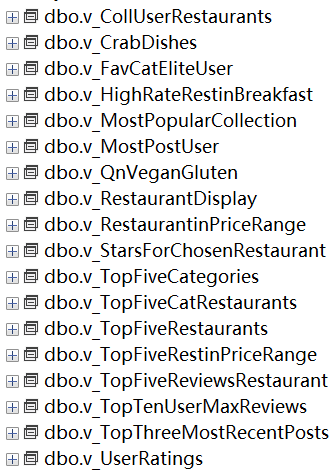 dbo.v_CollUserRestaurants
dbo.v_CrabDishes
dbo.v_FavCatEliteUser
dbo.v_HighRateRestinBreakfast
dbo.v_MostPopularCollection
dbo.v_MostPostUser
dbo.v_QnVeganGluten
dbo.v_RestaurantDisplay
dbo.v_RestaurantinPriceRange
dbo.v_StarsForChosenRestaurant
dbo.v_TopFiveCategories
dbo.v_TopFiveCatRestaurants
dbo.v_TopFiveRestaurants
dbo.v_TopFiveRestinPriceRange
dbo.v_TopFiveReviewsRestaurant
dbo.v_TopTenUserMaxReviews
dbo.v_TopThreeMostRecentPosts
dbo.v_UserRatings